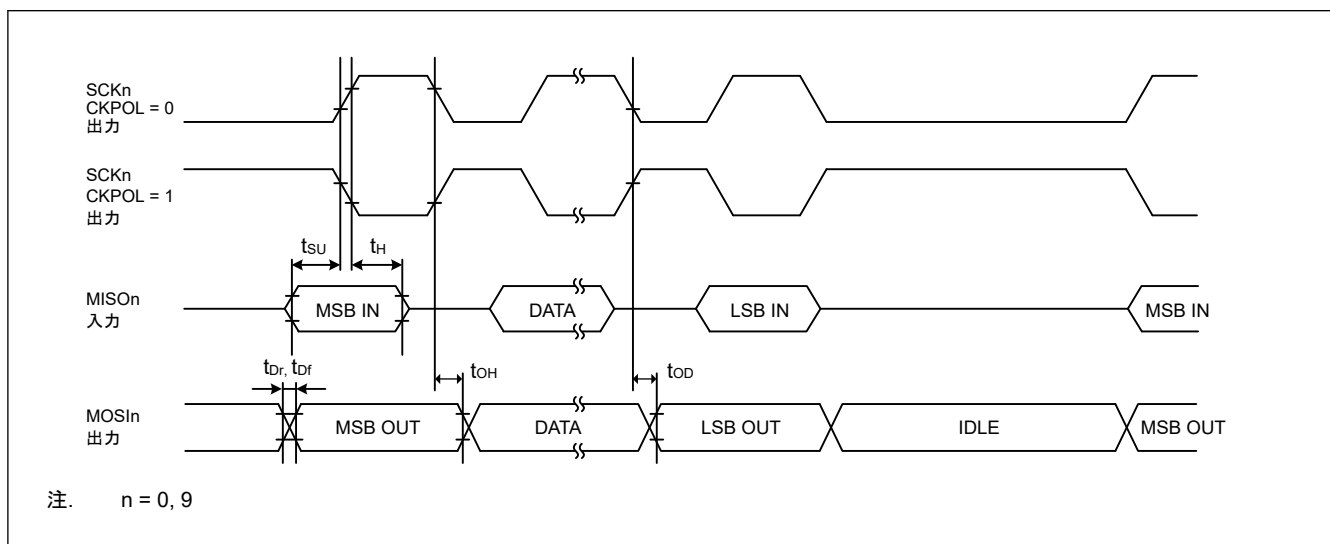 SCKn
CKPOL = 0
出力
SCKn
CKPOL = 1
出力
tSU
tH
MISOn
入力
MSB IN
DATA
LSB IN
MSB IN
tDr, tDf
tOH
tOD
MOSIn
出力
MSB OUT
DATA
LSB OUT
IDLE
MSB OUT
注. n = 0, 9